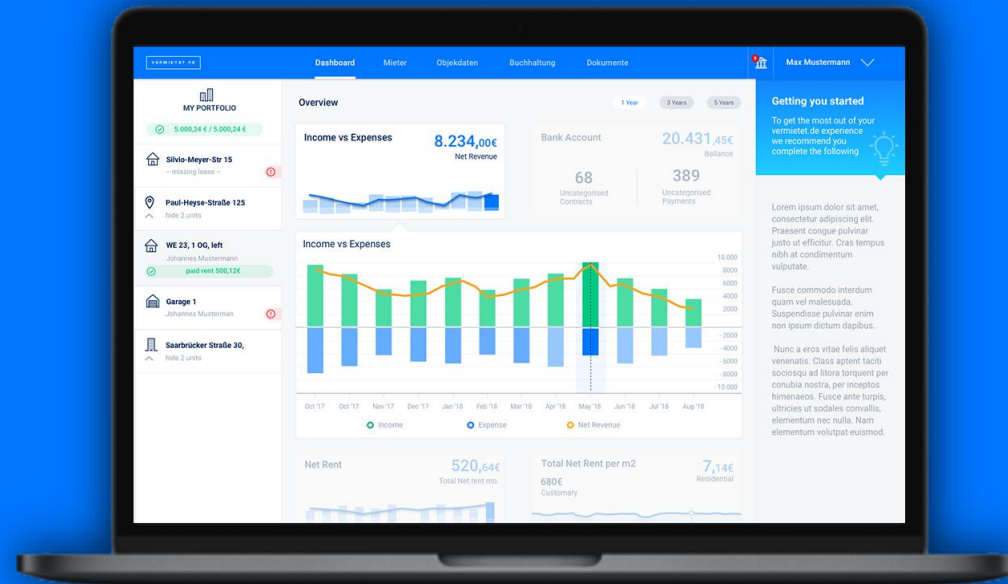 VERMIETET.DE
Dashboard
Mieter
Objekdaten
Buchhaltung
Dokumente
Max Mustermann
MY PORTFOLIO
5.000,24 € / 5.000,24 €
Silvio-Meyer-Str 15
- missing lease -
Paul-Heyse-Straße 125
hide 2 units
WE 23, 1 OG, left
Johannes Mustermann
paid rent 500,12€
Garage 1
Johannes Musterman
Saarbrücker Straße 30,
hide 2 units
Overview
1 Year
3 Years
5 Years
Income vs Expenses
8.234,00€
Net Revenue
Bank Account
20.431,45€
Ballance
68
Uncategorised
Contracts
389
Uncategorised
Payments
Income vs Expenses
10 000
8000
6000
4000
2000
- 2000
- 4000
- 6000
- 8000
- 10 000
Oct '17
Oct '17
Nov '17
Dec '17
Jan '18
Feb '18
Mar '18
Apr '18
May '18
Jun '18
Jul' '18
Aug '18
Income
Expense
Net Revenue
Net Rent
520,64€
Total Net rent mo.
Total Net Rent per m2
680€
Customary
7,14€
Residential
Getting you started
To get the most out of your
vermietet.de experience
we recommend you
complete the following
Lorem ipsum dolor sit amet,
consectetur adipiscing elit.
Praesent congue pulvinar
justo ut efficitur. Cras tempus
nibh at condimentum
vulputate.
Fusce commodo interdum
quam vel malesuada.
Suspendisse pulvinar enim
non ipsum dictum dapibus.
Nunc a eros vitae felis aliquet
venenatis. Class aptent taciti
sociosqu ad litora torquent per
conubia nostra, per inceptos
himenaeos. Fusce ante turpis,
ultricies ut sodales convallis,
elementum nec nulla. Nam
elementum volutpat euismod.